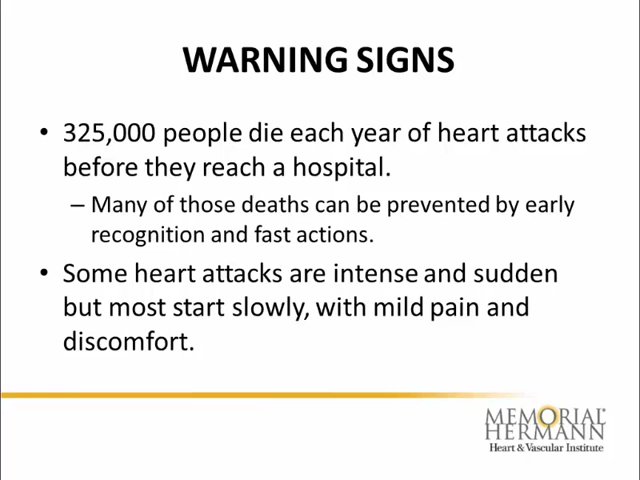 WARNING SIGNS
• 325,000 people die each year of heart attacks
before they reach a hospital.
– Many of those deaths can be prevented by early
recognition and fast actions.
• Some heart attacks are intense and sudden
but most start slowly, with mild pain and
discomfort.
MEMORIAL®
HERMANN
Heart & Vascular Institute